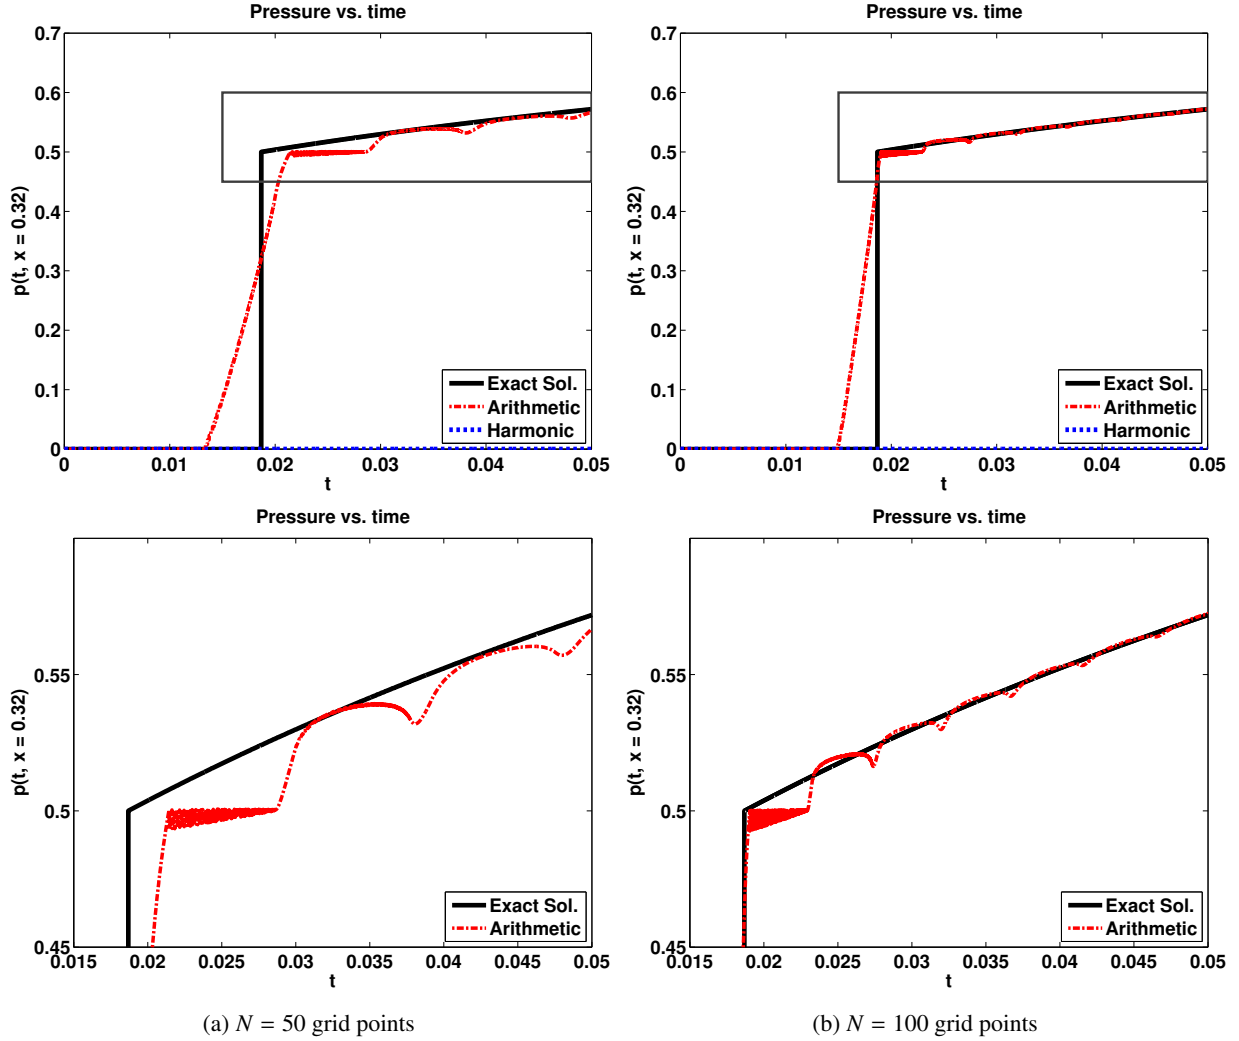 Pressure vs. time
0.7
0.6
0.5
0.4
0.3
0.2
0.1
0
p(t, x = 0.32)
0
0.01
0.02
0.03
0.04
0.05
t
Exact Sol.
Arithmetic
Harmonic
Pressure vs. time
0.7
0.6
0.5
0.4
0.3
0.2
0.1
0
p(t, x = 0.32)
0
0.01
0.02
0.03
0.04
0.05
t
Exact Sol.
Arithmetic
Harmonic
Pressure vs. time
0.55
0.5
0.45
p(t, x = 0.32)
0.015
0.02
0.025
0.03
0.035
0.04
0.045
0.05
t
Exact Sol.
Arithmetic
(a) N = 50 grid points
Pressure vs. time
0.55
0.5
0.45
p(t, x = 0.32)
0.015
0.02
0.025
0.03
0.035
0.04
0.045
0.05
t
Exact Sol.
Arithmetic
(b) N = 100 grid points